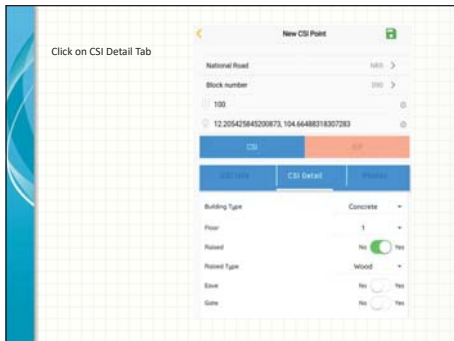 Click on CSI Detail Tab
New CSI Point
National Road
Block number
100
12.205425845200873, 104.66488318307283
CSI
CSI Detail
Building Type Concrete
Floor 1
Raised No Yes
Raised Type Wood
Eave No Yes
Gate No Yes